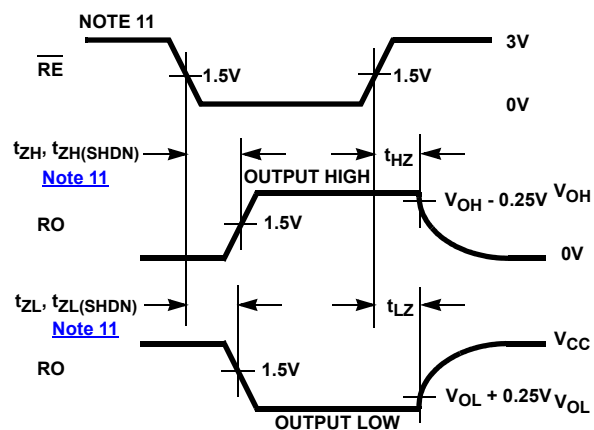 NOTE 11
RE
1.5V
1.5V
3V
0V
tZH, tZH(SHDN)
Note 11
OUTPUT HIGH
tHZ
RO
1.5V
VOH - 0.25V
VOH
0V
tZL, tZL(SHDN)
Note 11
tLZ
RO
1.5V
VCC
VOL + 0.25V
VOL
OUTPUT LOW